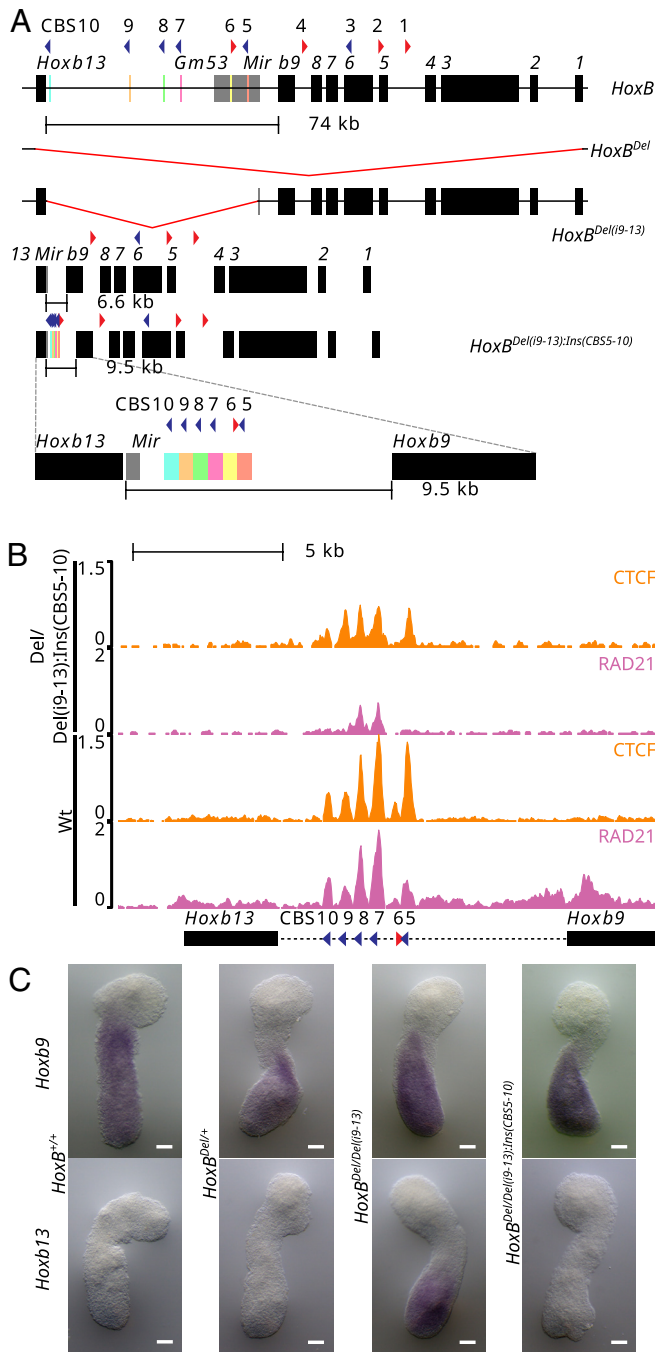 A
CBS10 9 8 7 6 5 4 3 2 1
Hoxb13 Gm53 Mir b9 8 7 6 5 4 3 2 1
HoxB
74 kb
HoxB^Del
HoxB^Del(i9-13)
13 Mir b9 8 7 6 5 4 3 2 1
6.6 kb
HoxB^Del(i9-13):Ins(CBS5-10)
9.5 kb
CBS10 9 8 7 6 5
Hoxb13 Mir Hoxb9
9.5 kb
B
5 kb
Del/
Del(i9-13):Ins(CBS5-10)
1.5
CTCF
0
2
RAD21
0
Wt
1.5
CTCF
0
2
RAD21
0
Hoxb13 CBS10 9 8 7 6 5 Hoxb9
C
Hoxb9
Hoxb13
HoxB^+/+
HoxB^Del/+
HoxB^Del/Del(i9-13)
HoxB^Del/Del(i9-13):Ins(CBS5-10)